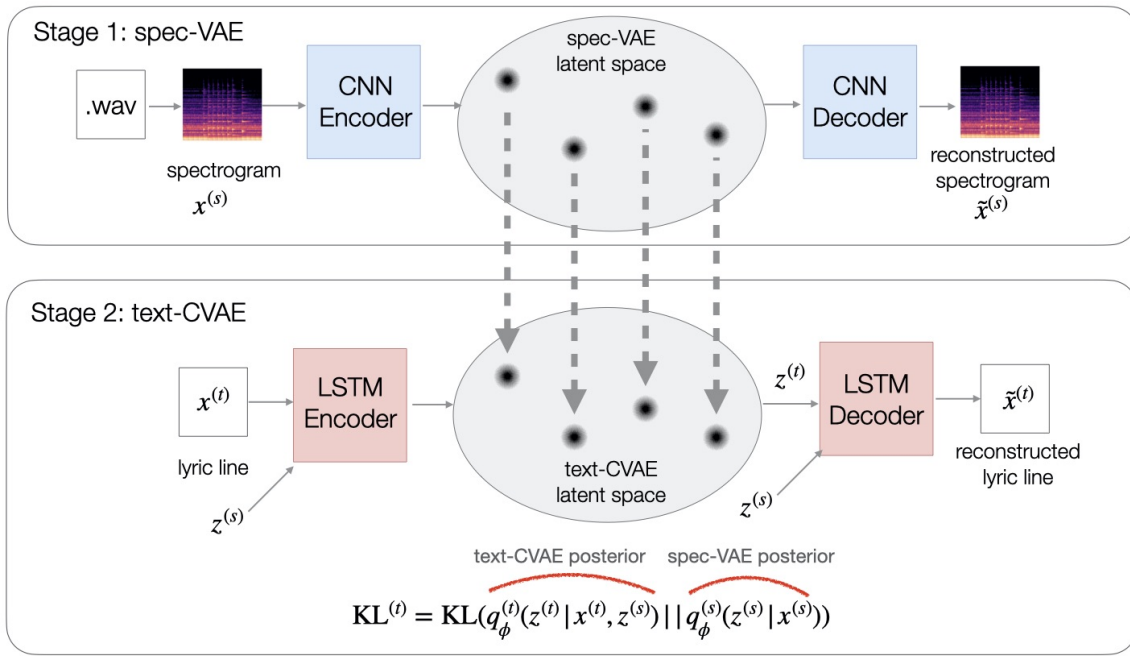 Stage 1: spec-VAE
.wav
spectrogram
x^{(s)}
CNN
Encoder
spec-VAE
latent space
CNN
Decoder
reconstructed
spectrogram
x̃^{(s)}
Stage 2: text-CVAE
x^{(t)}
lyric line
z^{(s)}
LSTM
Encoder
text-CVAE
latent space
z^{(t)}
z^{(s)}
LSTM
Decoder
x̃^{(t)}
reconstructed
lyric line
text-CVAE posterior
spec-VAE posterior
KL^{(t)} = KL(q_ϕ^{(t)}(z^{(t)}|x^{(t)}, z^{(s)})||q_ϕ^{(s)}(z^{(s)}|x^{(s)}))